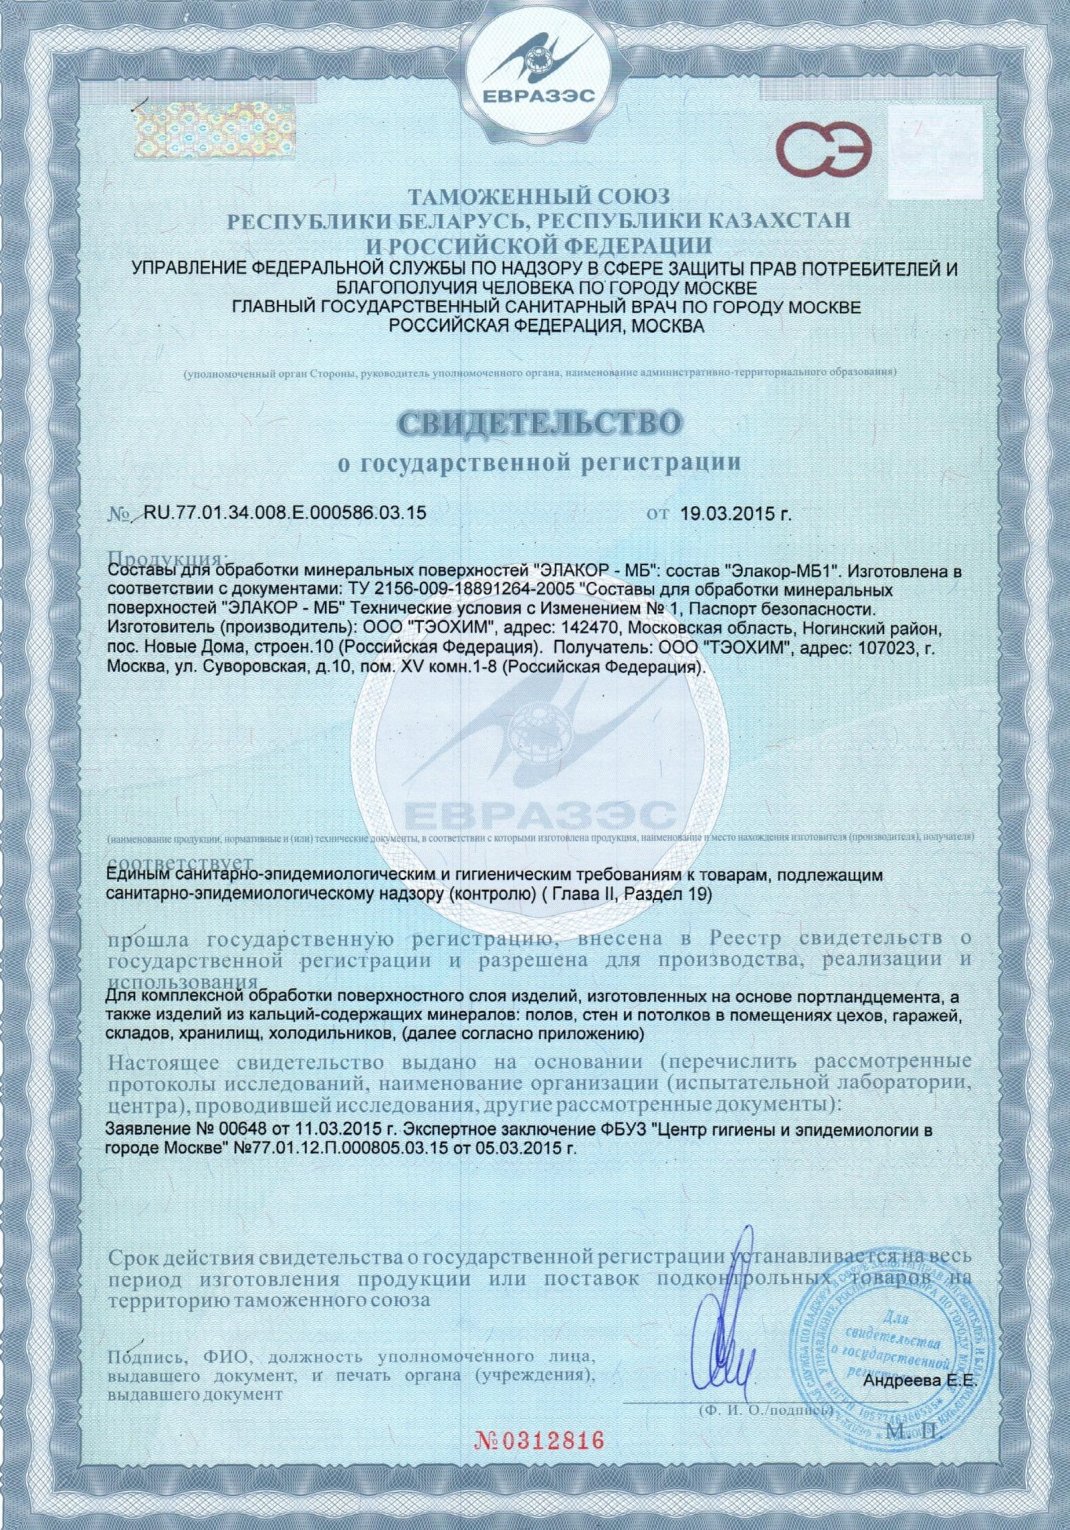 ЕВРАЗЭС
СЭ
ТАМОЖЕННЫЙ СОЮЗ
РЕСПУБЛИКИ БЕЛАРУСЬ, РЕСПУБЛИКИ КАЗАХСТАН
И РОССИЙСКОЙ ФЕДЕРАЦИИ
УПРАВЛЕНИЕ ФЕДЕРАЛЬНОЙ СЛУЖБЫ ПО НАДЗОРУ В СФЕРЕ ЗАЩИТЫ ПРАВ ПОТРЕБИТЕЛЕЙ И
БЛАГОПОЛУЧИЯ ЧЕЛОВЕКА ПО ГОРОДУ МОСКВЕ
ГЛАВНЫЙ ГОСУДАРСТВЕННЫЙ САНИТАРНЫЙ ВРАЧ ПО ГОРОДУ МОСКВЕ
РОССИЙСКАЯ ФЕДЕРАЦИЯ, МОСКВА
(уполномоченный орган Стороны, руководитель уполномоченного органа, наименование административно-территориального образования)
СВИДЕТЕЛЬСТВО
о государственной регистрации
№ RU.77.01.34.008.Е.000586.03.15 от 19.03.2015 г.
Продукция:
Составы для обработки минеральных поверхностей "ЭЛАКОР - МБ": состав "Элакор-МБ1". Изготовлена в
соответствии с документами: ТУ 2156-009-18891264-2005 "Составы для обработки минеральных
поверхностей "ЭЛАКОР - МБ" Технические условия с Изменением № 1, Паспорт безопасности.
Изготовитель (производитель): ООО "ТЭОХИМ", адрес: 142470, Московская область, Ногинский район,
пос. Новые Дома, строен.10 (Российская Федерация). Получатель: ООО "ТЭОХИМ", адрес: 107023, г.
Москва, ул. Суворовская, д.10, пом. XV комн.1-8 (Российская Федерация).
ЕВРАЗЭС
(наименование продукции, нормативные и (или) технические документы, в соответствии с которыми изготовлена продукция, наименование и место нахождения изготовителя (производителя), получателя)
соответствует
Единым санитарно-эпидемиологическим и гигиеническим требованиям к товарам, подлежащим
санитарно-эпидемиологическому надзору (контролю) ( Глава II, Раздел 19)
прошла государственную регистрацию, внесена в Реестр свидетельств о
государственной регистрации и разрешена для производства, реализации и
использования
Для комплексной обработки поверхностного слоя изделий, изготовленных на основе портландцемента, а
также изделий из кальций-содержащих минералов: полов, стен и потолков в помещениях цехов, гаражей,
складов, хранилищ, холодильников, (далее согласно приложению)
Настоящее свидетельство выдано на основании (перечислить рассмотренные
протоколы исследований, наименование организации (испытательной лаборатории,
центра), проводившей исследования, другие рассмотренные документы):
Заявление № 00648 от 11.03.2015 г. Экспертное заключение ФБУЗ "Центр гигиены и эпидемиологии в
городе Москве" №77.01.12.П.000805.03.15 от 05.03.2015 г.
Срок действия свидетельства о государственной регистрации устанавливается на весь
период изготовления продукции или поставок подконтрольных товаров на
территорию таможенного союза
Подпись, ФИО, должность уполномоченного лица,
выдавшего документ, и печать органа (учреждения),
выдавшего документ
Для
свидетельства
о государственной
Андреева Е.Е.
(Ф. И. О./подпись)
М. П.
№0312816